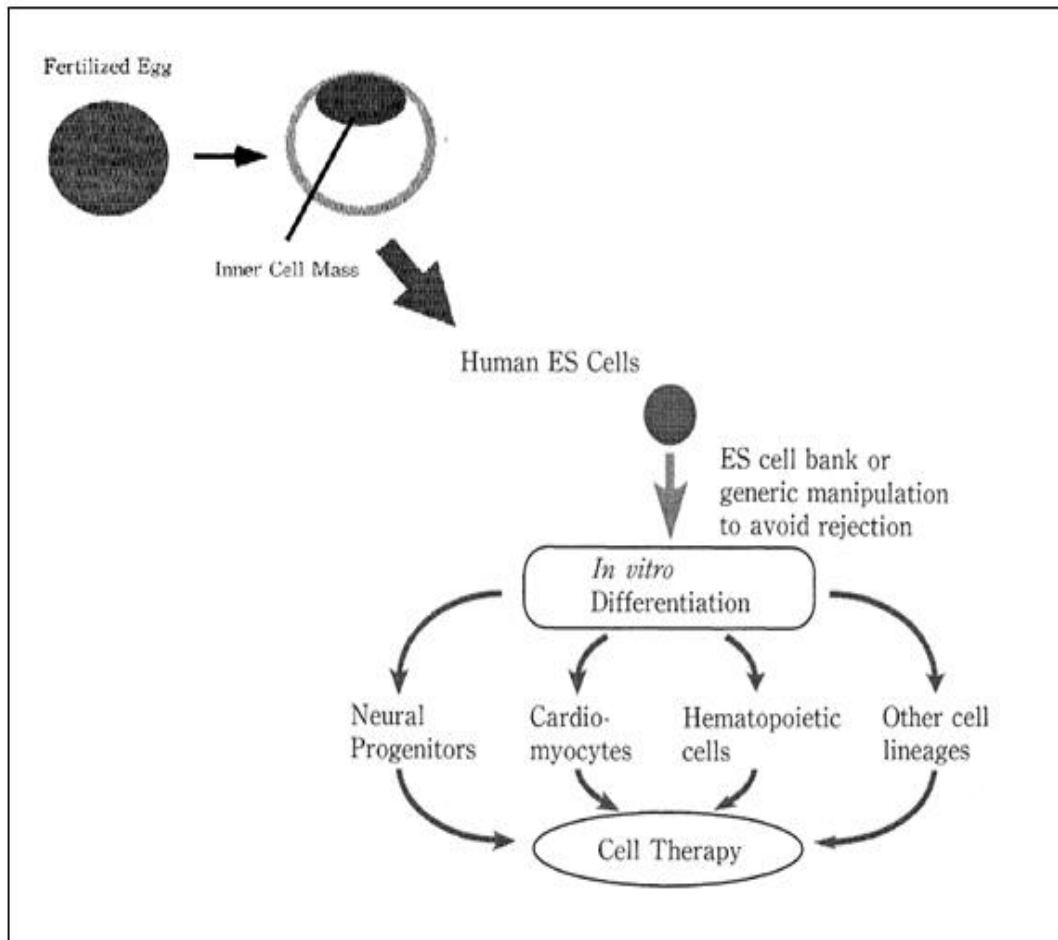 Fertilized Egg
Inner Cell Mass
Human ES Cells
ES cell bank or
generic manipulation
to avoid rejection
In vitro
Differentiation
Neural
Progenitors
Cardio-
myocytes
Hematopoietic
cells
Other cell
lineages
Cell Therapy